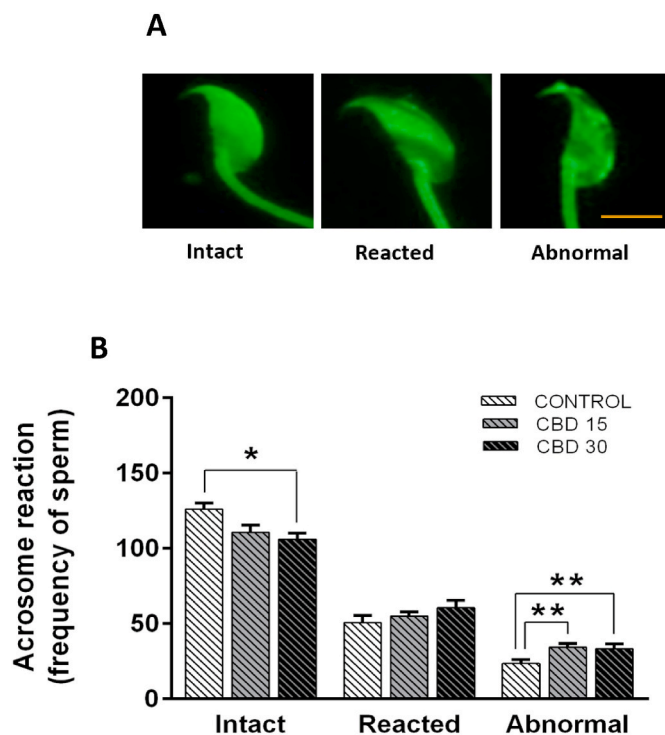 A
Intact Reacted Abnormal
B
Acrosome reaction
(frequency of sperm)
200
150
100
50
0
CONTROL
CBD 15
CBD 30
*
**
**
Intact Reacted Abnormal